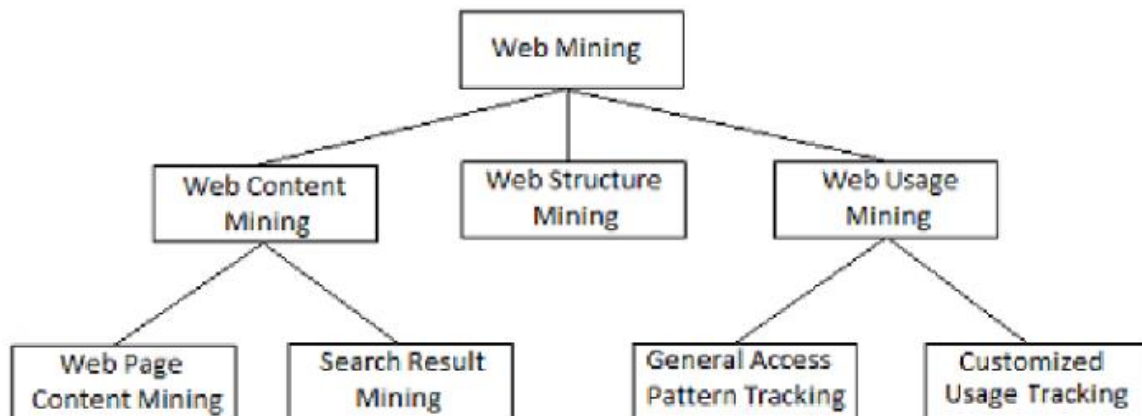 Web Mining
Web Content
Mining
Web Structure
Mining
Web Usage
Mining
Web Page
Content Mining
Search Result
Mining
General Access
Pattern Tracking
Customized
Usage Tracking